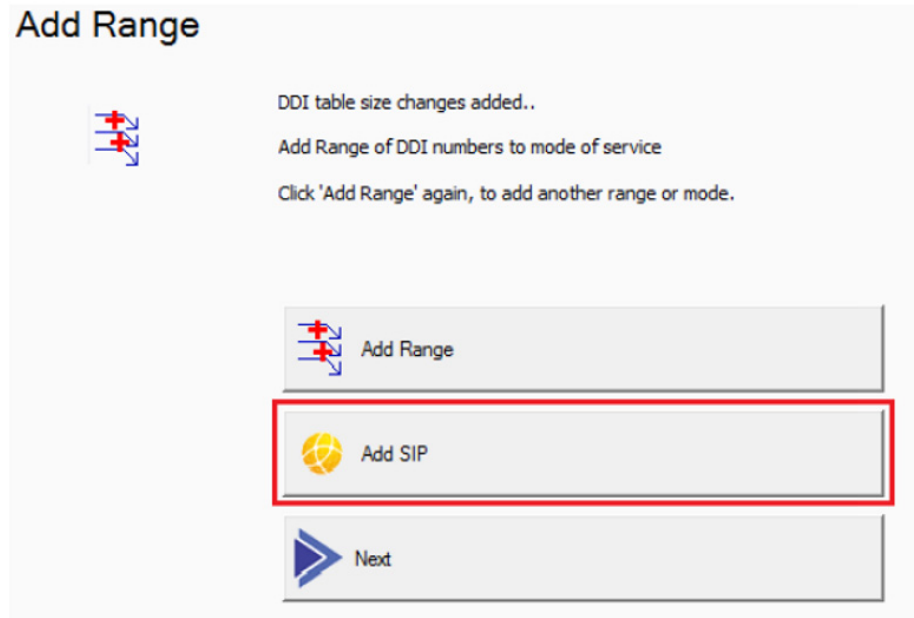 Add Range
DDI table size changes added..
Add Range of DDI numbers to mode of service
Click 'Add Range' again, to add another range or mode.
Add Range
Add SIP
Next